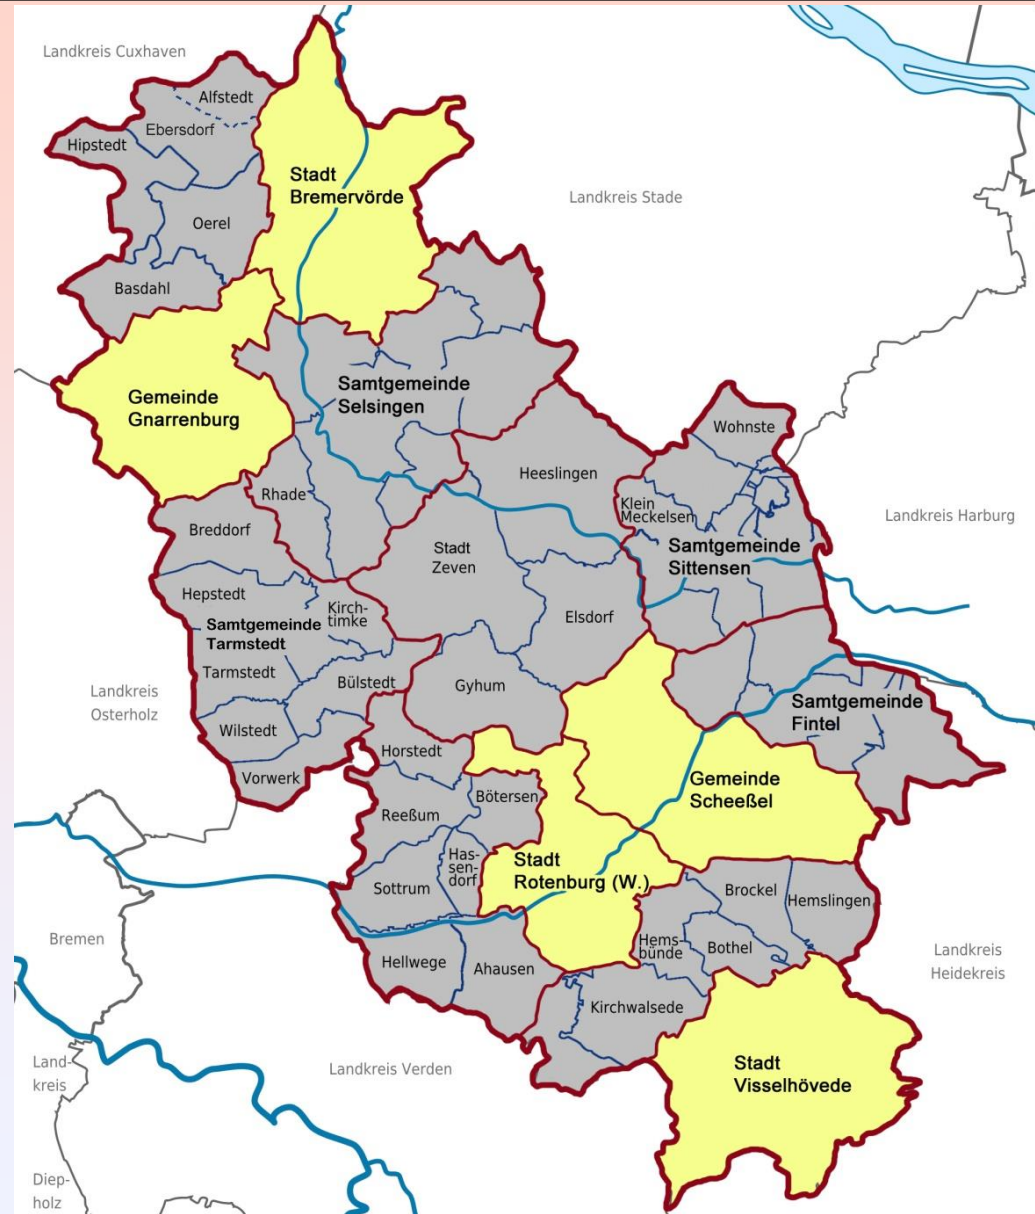 Landkreis Cuxhaven
Alfstedt
Ebersdorf
Hipstedt
Stadt
Bremervörde
Landkreis Stade
Oerel
Basdahl
Gemeinde
Gnarrenburg
Samtgemeinde
Selsingen
Wohnste
Heeslingen
Rhade
Klein
Meckelsen
Landkreis Harburg
Breddorf
Samtgemeinde
Sittensen
Stadt
Zeven
Hepstedt
Kirch-
timke
Elsdorf
Samtgemeinde
Tarmstedt
Tarmstedt
Bülstedt
Gyhum
Landkreis
Osterholz
Samtgemeinde
Fintel
Wilstedt
Horstedt
Vorwerk
Gemeinde
Scheeßel
Bötersen
Reeßum
Has-
sen-
dorf
Stadt
Rotenburg (W.)
Sottrum
Brockel
Hemslingen
Bremen
Hems-
bünde
Bothel
Landkreis
Heidekreis
Hellwege
Ahausen
Kirchwalsede
Land-
kreis
Landkreis Verden
Stadt
Visselhövede
Diep-
holz